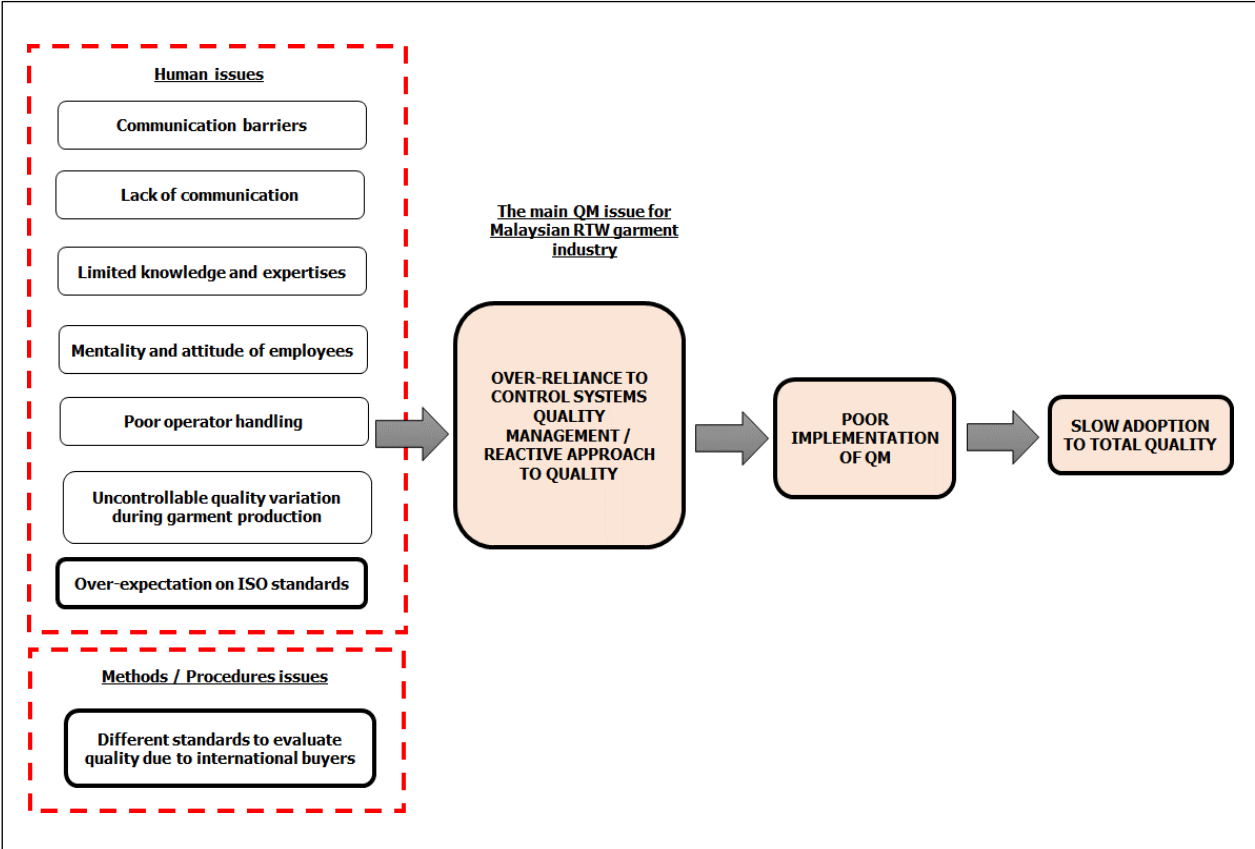 Human issues
Communication barriers
Lack of communication
Limited knowledge and expertises
Mentality and attitude of employees
Poor operator handling
Uncontrollable quality variation
during garment production
Over-expectation on ISO standards
Methods / Procedures issues
Different standards to evaluate
quality due to international buyers
The main QM issue for
Malaysian RTW garment
industry
OVER-RELIANCE TO
CONTROL SYSTEMS
QUALITY
MANAGEMENT /
REACTIVE APPROACH
TO QUALITY
POOR
IMPLEMENTATION
OF QM
SLOW ADOPTION
TO TOTAL QUALITY